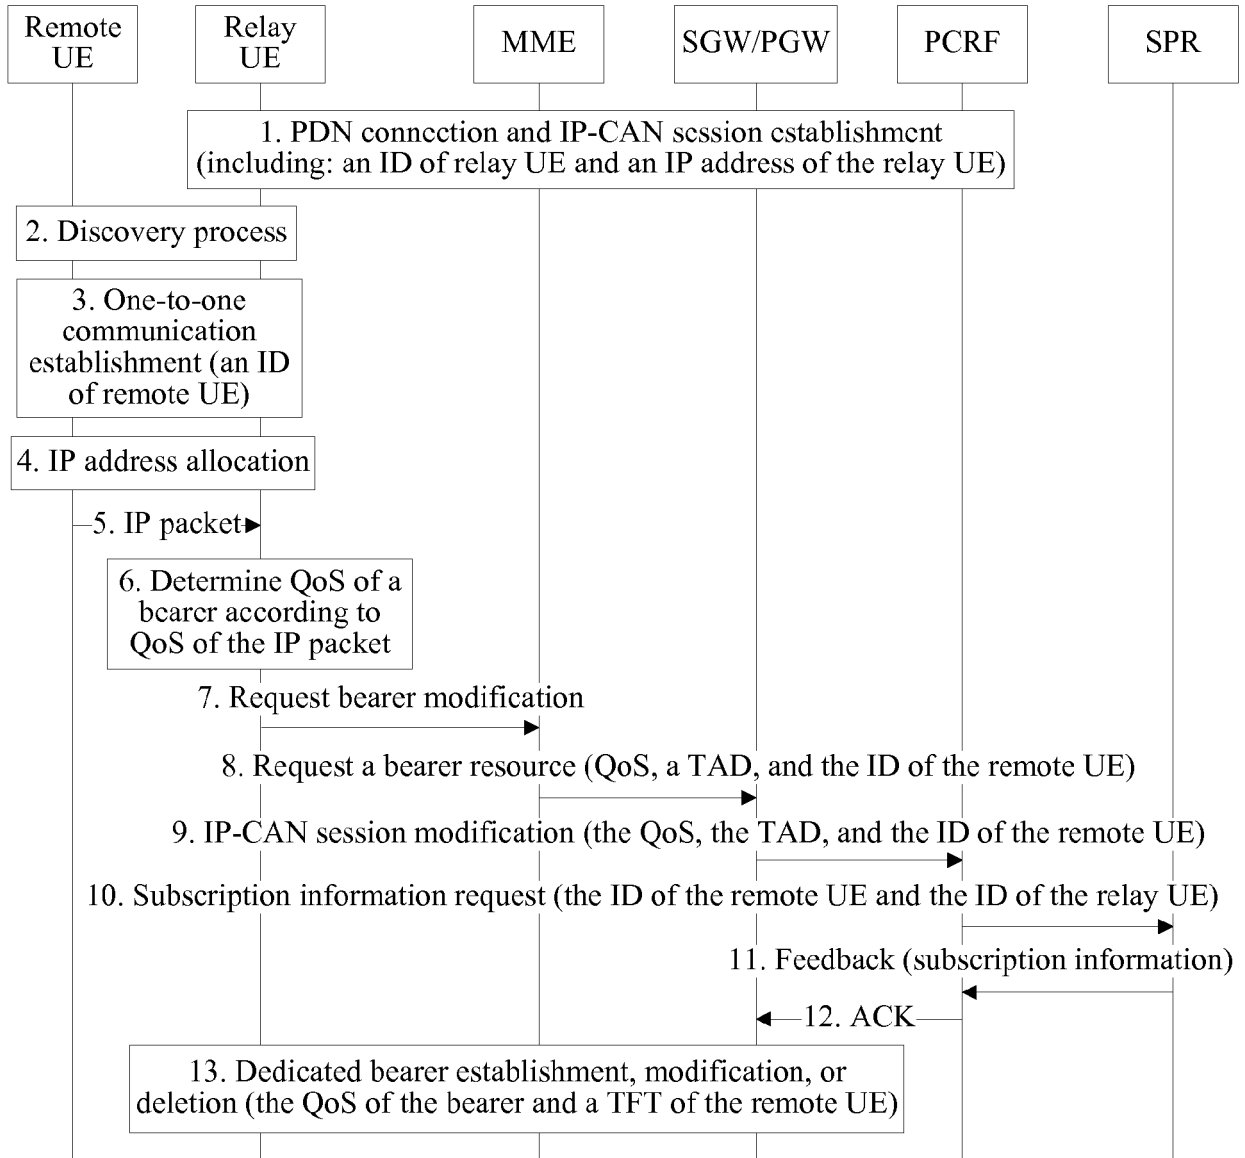 Remote
UE
Relay
UE
MME
SGW/PGW
PCRF
SPR
1. PDN connection and IP-CAN session establishment
(including: an ID of relay UE and an IP address of the relay UE)
2. Discovery process
3. One-to-one
communication
establishment (an ID
of remote UE)
4. IP address allocation
5. IP packet
6. Determine QoS of a
bearer according to
QoS of the IP packet
7. Request bearer modification
8. Request a bearer resource (QoS, a TAD, and the ID of the remote UE)
9. IP-CAN session modification (the QoS, the TAD, and the ID of the remote UE)
10. Subscription information request (the ID of the remote UE and the ID of the relay UE)
11. Feedback (subscription information)
12. ACK
13. Dedicated bearer establishment, modification, or
deletion (the QoS of the bearer and a TFT of the remote UE)